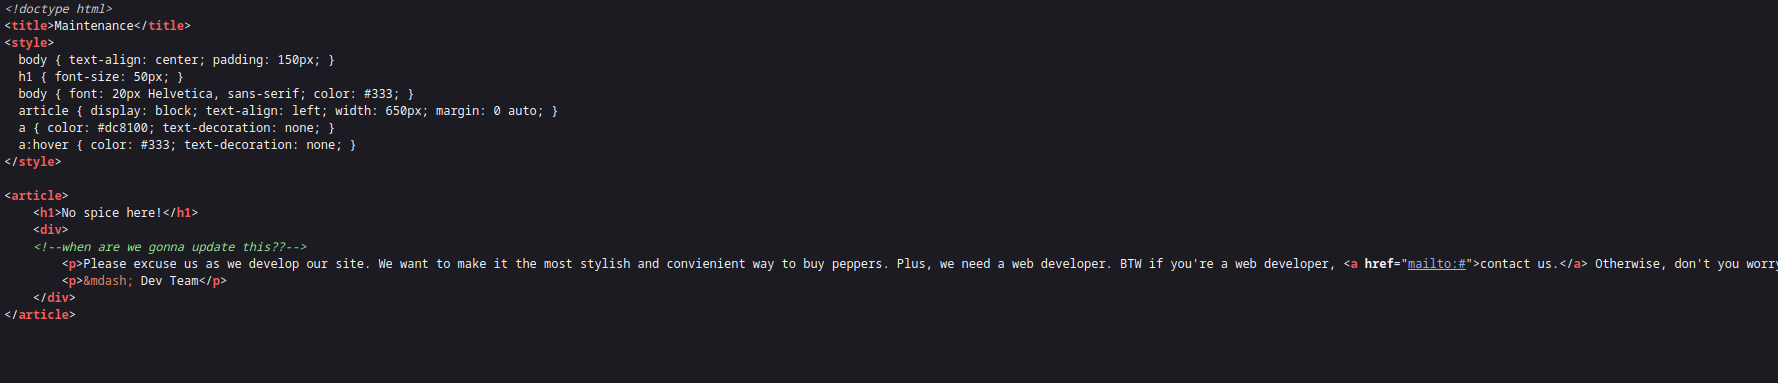 <!doctype html>
<title>Maintenance</title>
<style>
  body { text-align: center; padding: 150px; }
  h1 { font-size: 50px; }
  body { font: 20px Helvetica, sans-serif; color: #333; }
  article { display: block; text-align: left; width: 650px; margin: 0 auto; }
  a { color: #dc8100; text-decoration: none; }
  a:hover { color: #333; text-decoration: none; }
</style>

<article>
    <h1>No spice here!</h1>
    <div>
    <!--when are we gonna update this??-->
        <p>Please excuse us as we develop our site. We want to make it the most stylish and convienient way to buy peppers. Plus, we need a web developer. BTW if you're a web developer, <a href="mailto:#">contact us.</a> Otherwise, don't you worry
        <p>&mdash; Dev Team</p>
    </div>
</article>